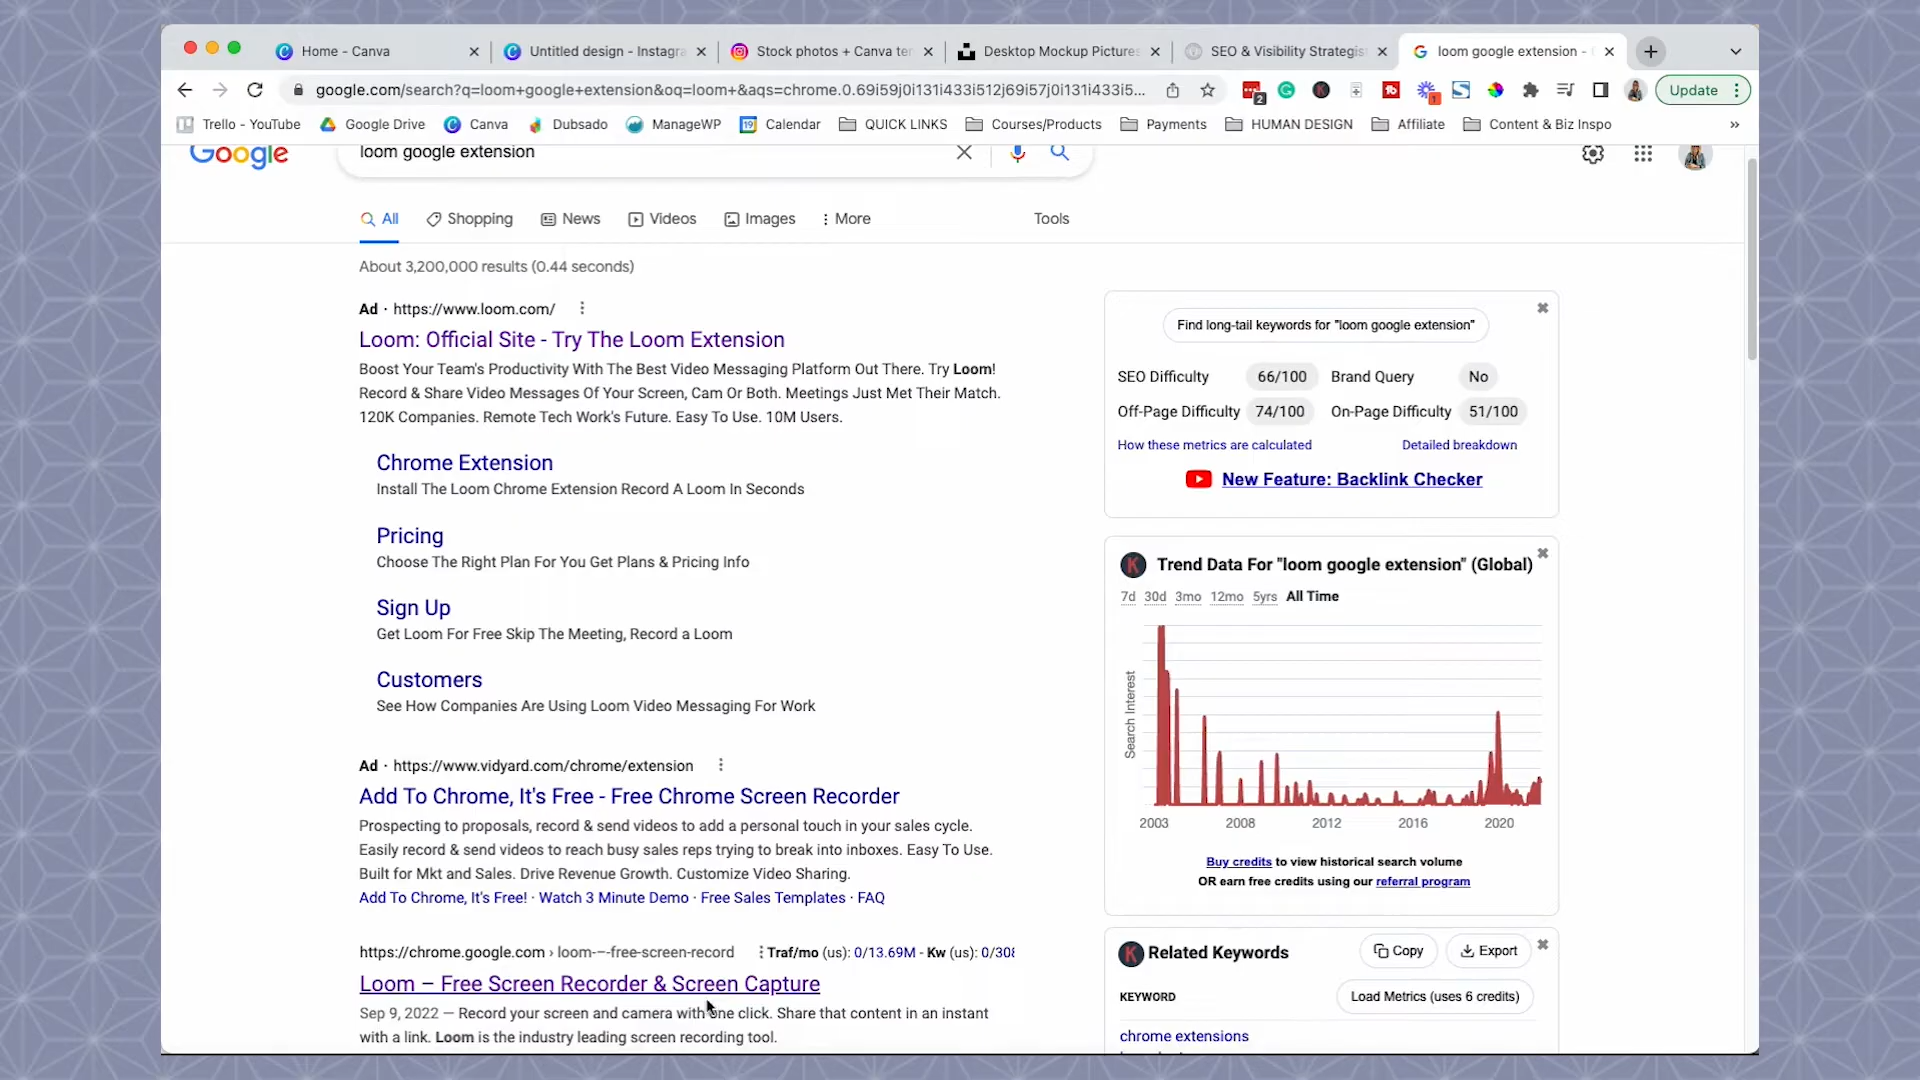 Home - Canva
Untitled design - Instagra
Stock photos + Canva ter
Desktop Mockup Pictures
SEO & Visibility Strategist
loom google extension -
google.com/search?q=loom+google+extension&oq=loom+&aqs=chrome.0.69i59j0i131i433i512j69i57j0i131i433i5...
2
1
Update
Trello - YouTube
Google Drive
Canva
Dubsado
ManageWP
Calendar
QUICK LINKS
Courses/Products
Payments
HUMAN DESIGN
Affiliate
Content & Biz Inspo
»
Google
loom google extension
All
Shopping
News
Videos
Images
More
Tools
About 3,200,000 results (0.44 seconds)
Ad · https://www.loom.com/
Loom: Official Site - Try The Loom Extension
Boost Your Team's Productivity With The Best Video Messaging Platform Out There. Try Loom!
Record & Share Video Messages Of Your Screen, Cam Or Both. Meetings Just Met Their Match.
120K Companies. Remote Tech Work's Future. Easy To Use. 10M Users.
Chrome Extension
Install The Loom Chrome Extension Record A Loom In Seconds
Pricing
Choose The Right Plan For You Get Plans & Pricing Info
Sign Up
Get Loom For Free Skip The Meeting, Record a Loom
Customers
See How Companies Are Using Loom Video Messaging For Work
Ad · https://www.vidyard.com/chrome/extension
Add To Chrome, It's Free - Free Chrome Screen Recorder
Prospecting to proposals, record & send videos to add a personal touch in your sales cycle.
Easily record & send videos to reach busy sales reps trying to break into inboxes. Easy To Use.
Built for Mkt and Sales. Drive Revenue Growth. Customize Video Sharing.
Add To Chrome, It's Free! · Watch 3 Minute Demo · Free Sales Templates · FAQ
https://chrome.google.com › loom-–-free-screen-record
Traf/mo (us): 0/13.69M - Kw (us): 0/308
Loom – Free Screen Recorder & Screen Capture
Sep 9, 2022 — Record your screen and camera with one click. Share that content in an instant
with a link. Loom is the industry leading screen recording tool.
Find long-tail keywords for "loom google extension"
SEO Difficulty 66/100 Brand Query No
Off-Page Difficulty 74/100 On-Page Difficulty 51/100
How these metrics are calculated
Detailed breakdown
New Feature: Backlink Checker
K
Trend Data For "loom google extension" (Global)
7d 30d 3mo 12mo 5yrs All Time
Search Interest
2003 2008 2012 2016 2020
Buy credits to view historical search volume
OR earn free credits using our referral program
K
Related Keywords
Copy
Export
KEYWORD
Load Metrics (uses 6 credits)
chrome extensions